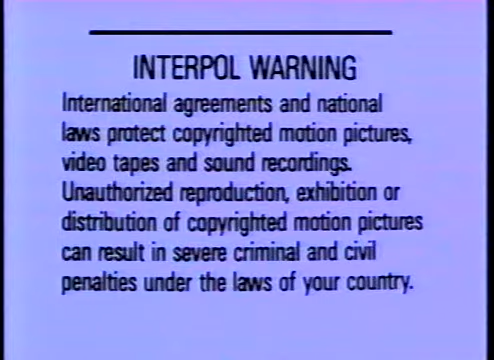 INTERPOL WARNING
International agreements and national
laws protect copyrighted motion pictures,
video tapes and sound recordings.
Unauthorized reproduction, exhibition or
distribution of copyrighted motion pictures
can result in severe criminal and civil
penalties under the laws of your country.